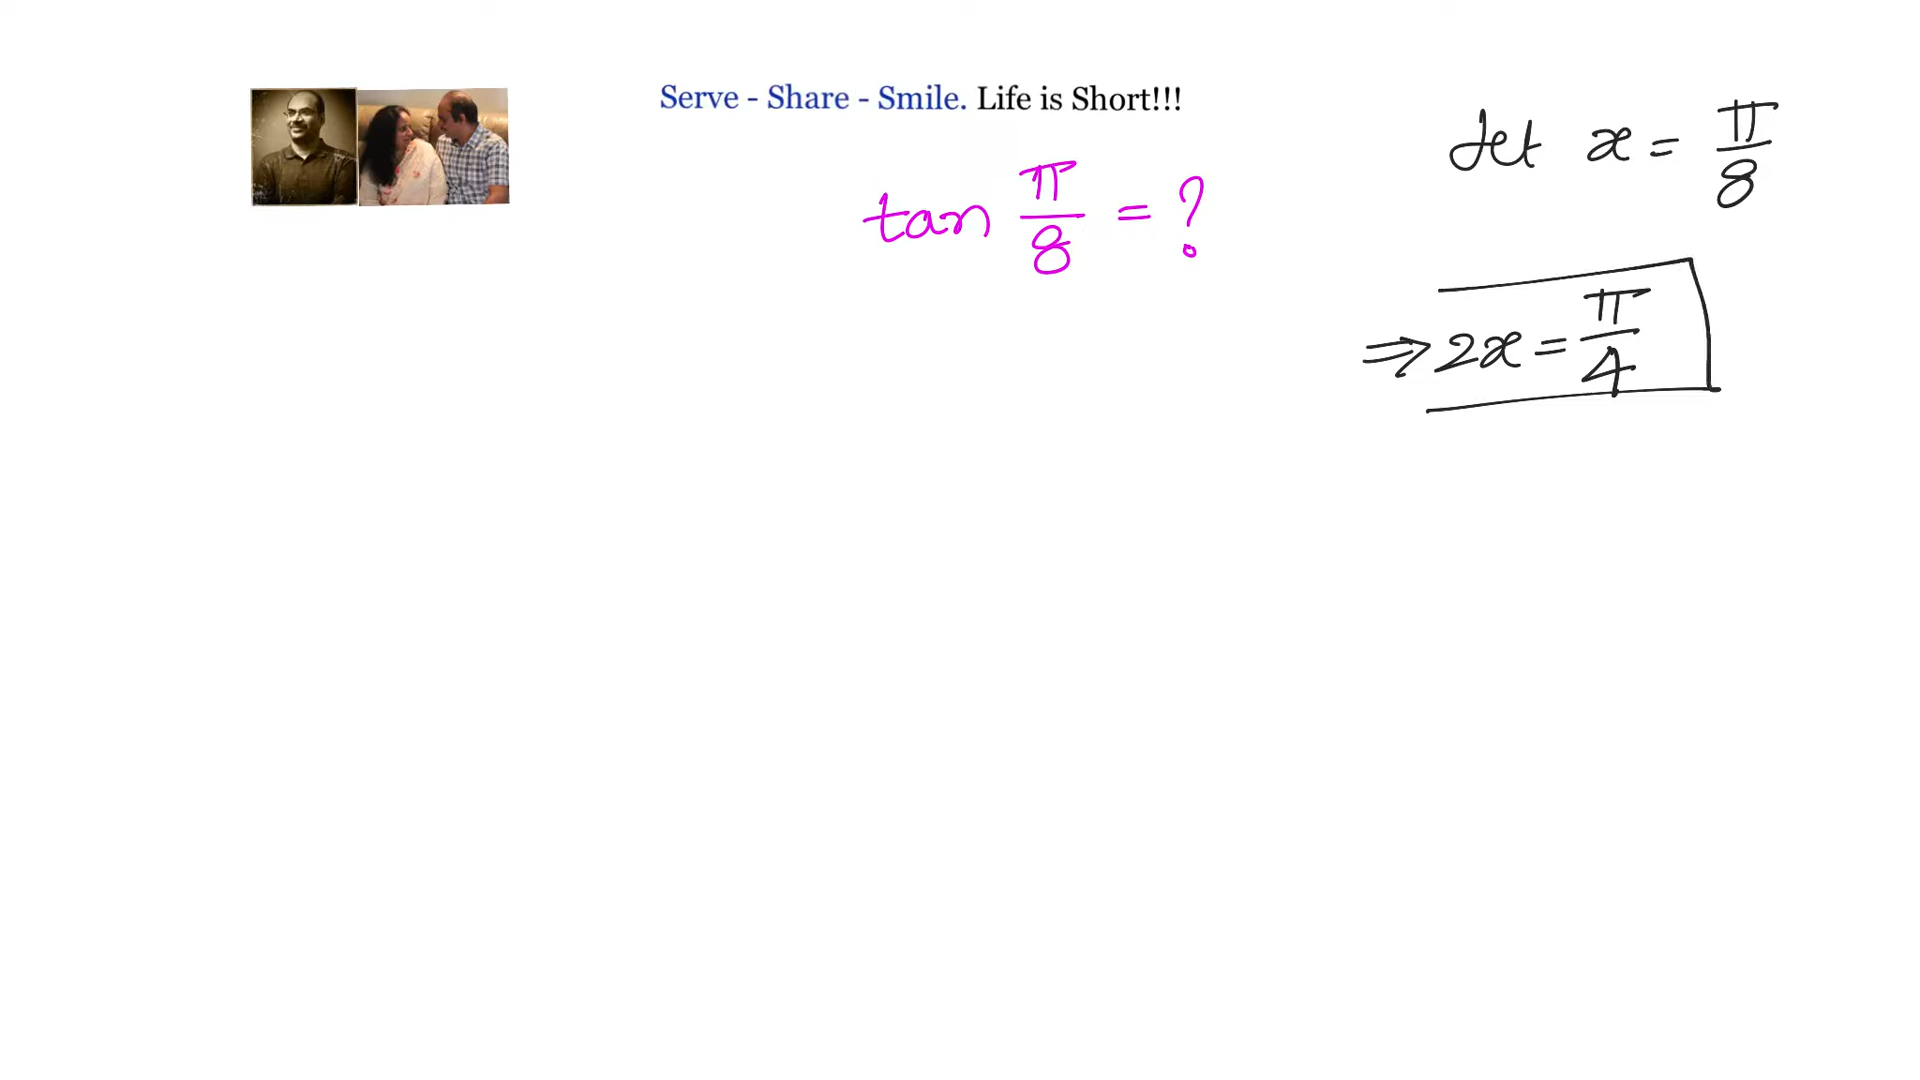 Serve - Share - Smile. Life is Short!!!
tan π/8 = ?
Let x = π/8
⇒ 2x = π/4